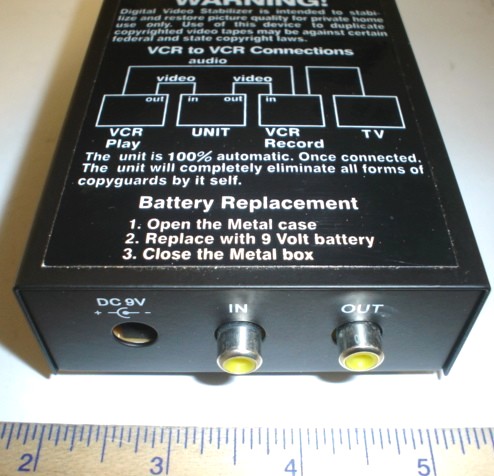 WARNING!
Digital Video Stabilizer is intended to stabi-
lize and restore picture quality for private home
use only. Use of this device to duplicate
copyrighted video tapes may be against certain
federal and state copyright laws.
VCR to VCR Connections
audio
video video
out in out in
VCR UNIT VCR TV
Play Record
The unit is 100% automatic. Once connected,
The unit will completely eliminate all forms of
copyguards by it self.
Battery Replacement
1. Open the Metal case
2. Replace with 9 Volt battery
3. Close the Metal box
DC 9V IN OUT
+ -
2 3 4 5